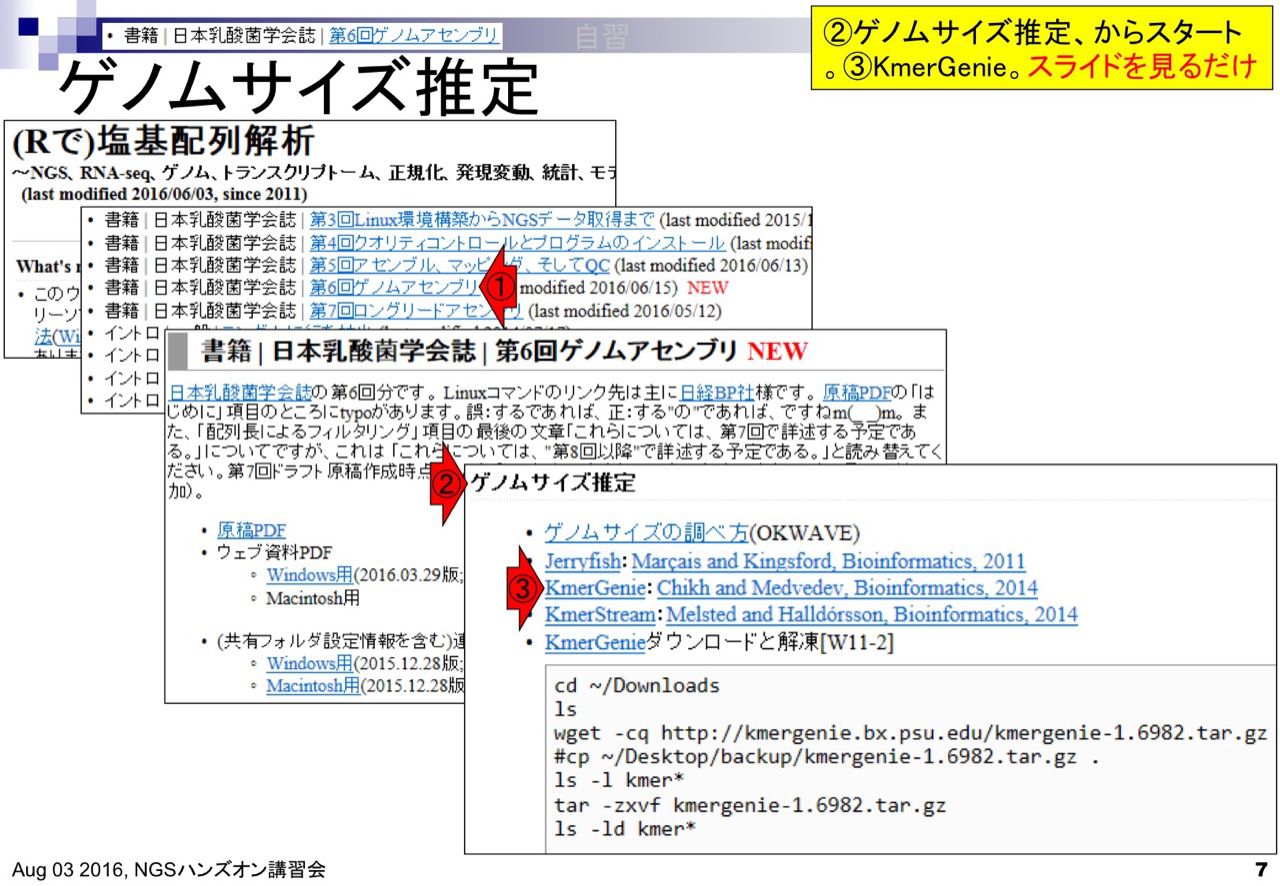 • 書籍 | 日本乳酸菌学会誌 | 第6回ゲノムアセンブリ
自習
②ゲノムサイズ推定、からスタート
。③KmerGenie。スライドを見るだけ
ゲノムサイズ推定
(Rで)塩基配列解析
～NGS、RNA-seq、ゲノム、トランスクリプトーム、正規化、発現変動、統計、モデ
(last modified 2016/06/03, since 2011)
What's
• このウ
リーソ
法(Wi
• 書籍 | 日本乳酸菌学会誌 | 第3回Linux環境構築からNGSデータ取得まで (last modified 2015/1
• 書籍 | 日本乳酸菌学会誌 | 第4回クオリティコントロールとプログラムのインストール (last modif
• 書籍 | 日本乳酸菌学会誌 | 第5回アセンブル、マッピング、そしてQC (last modified 2016/06/13)
• 書籍 | 日本乳酸菌学会誌 | 第6回ゲノムアセンブリ ① modified 2016/06/15) NEW
• 書籍 | 日本乳酸菌学会誌 | 第7回ロングリードアセンブリ (last modified 2016/05/12)
• イントロ
• イントロ
• イントロ
• イントロ
書籍 | 日本乳酸菌学会誌 | 第6回ゲノムアセンブリ NEW
日本乳酸菌学会誌の第6回分です。Linuxコマンドのリンク先は主に日経BP社様です。原稿PDFの「は
じめに」項目のところにtypoがあります。誤:するであれば、正:する"の"であれば、ですねm(__)m。ま
た、「配列長によるフィルタリング」項目の最後の文章「これらについては、第7回で詳述する予定であ
る。」についてですが、これは「これらについては、"第8回以降"で詳述する予定である。」と読み替えてく
ださい。第7回ドラフト原稿作成時点
加)。
• 原稿PDF
• ウェブ資料PDF
◦ Windows用(2016.03.29版;
◦ Macintosh用
• (共有フォルダ設定情報を含む)連
◦ Windows用(2015.12.28版;
◦ Macintosh用(2015.12.28版
② ゲノムサイズ推定
• ゲノムサイズの調べ方(OKWAVE)
• Jerryfish: Marçais and Kingsford, Bioinformatics, 2011
③ KmerGenie: Chikh and Medvedev, Bioinformatics, 2014
• KmerStream: Melsted and Halldórsson, Bioinformatics, 2014
• KmerGenieダウンロードと解凍[W11-2]
cd ~/Downloads
ls
wget -cq http://kmergenie.bx.psu.edu/kmergenie-1.6982.tar.gz
#cp ~/Desktop/backup/kmergenie-1.6982.tar.gz .
ls -l kmer*
tar -zxvf kmergenie-1.6982.tar.gz
ls -ld kmer*
Aug 03 2016, NGSハンズオン講習会
7